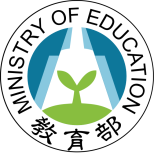 MINISTRY OF EDUCATION
教育部